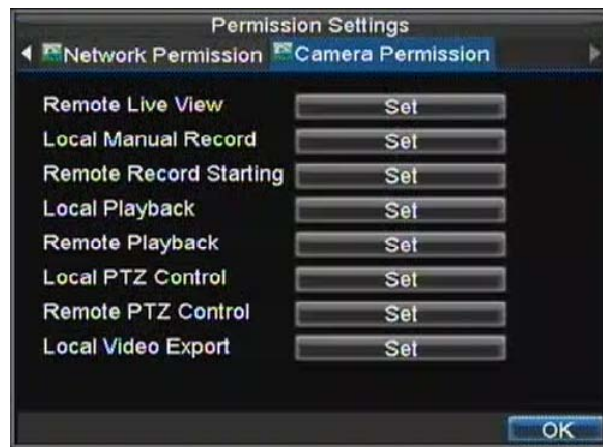 Permission Settings
Network Permission Camera Permission
Remote Live View Set
Local Manual Record Set
Remote Record Starting Set
Local Playback Set
Remote Playback Set
Local PTZ Control Set
Remote PTZ Control Set
Local Video Export Set
OK